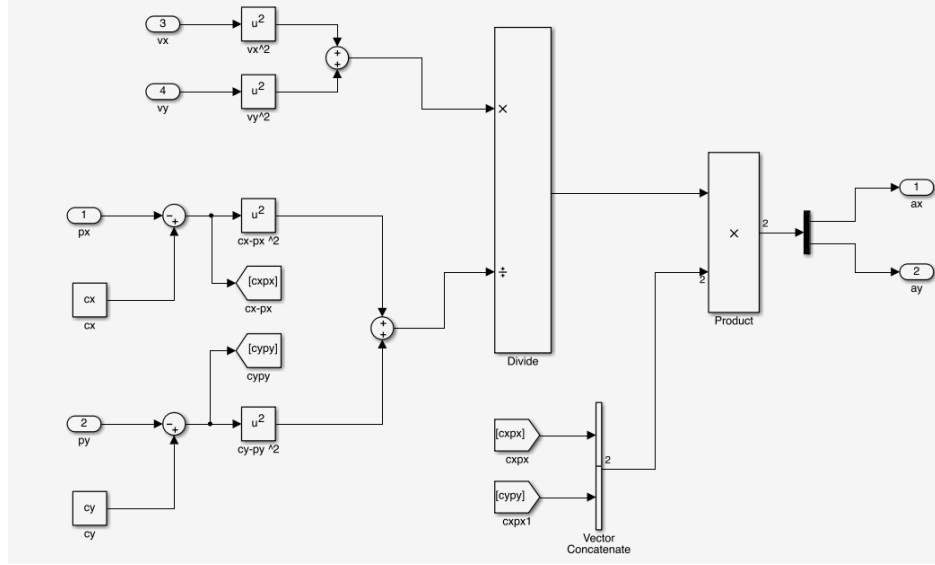 3
vx
u²
vx^2
+
+
4
vy
u²
vy^2
×
÷
Divide
1
px
−
+
u²
cx-px ^2
cx
cx
[cxpx]
cx-px
+
+
[cypy]
cypy
2
py
−
+
u²
cy-py ^2
cy
cy
[cxpx]
cxpx
[cypy]
cxpx1
2
Vector
Concatenate
2
×
2
Product
1
ax
2
ay